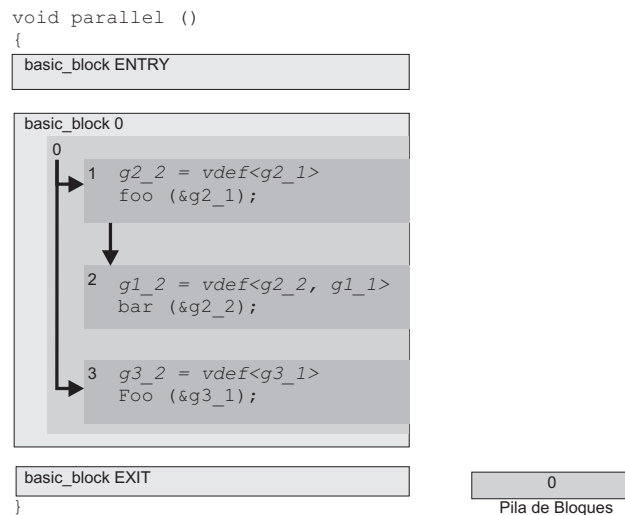 void parallel ()
{
basic_block ENTRY
basic_block 0
0
1 g2_2 = vdef<g2_1>
foo (&g2_1);
2 g1_2 = vdef<g2_2, g1_1>
bar (&g2_2);
3 g3_2 = vdef<g3_1>
Foo (&g3_1);
basic_block EXIT
}
0
Pila de Bloques